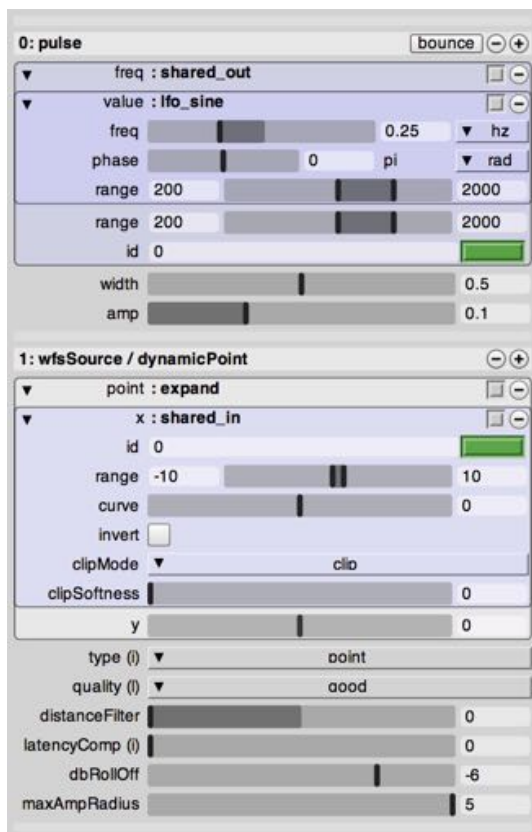 0: pulse bounce
freq : shared_out
value : lfo_sine
freq 0.25 hz
phase 0 pi rad
range 200 2000
range 200 2000
id 0
width 0.5
amp 0.1
1: wfsSource / dynamicPoint
point : expand
x : shared_in
id 0
range -10 10
curve 0
invert
clipMode clip
clipSoftness 0
y 0
type (i) point
quality (I) good
distanceFilter 0
latencyComp (i) 0
dbRollOff -6
maxAmpRadius 5